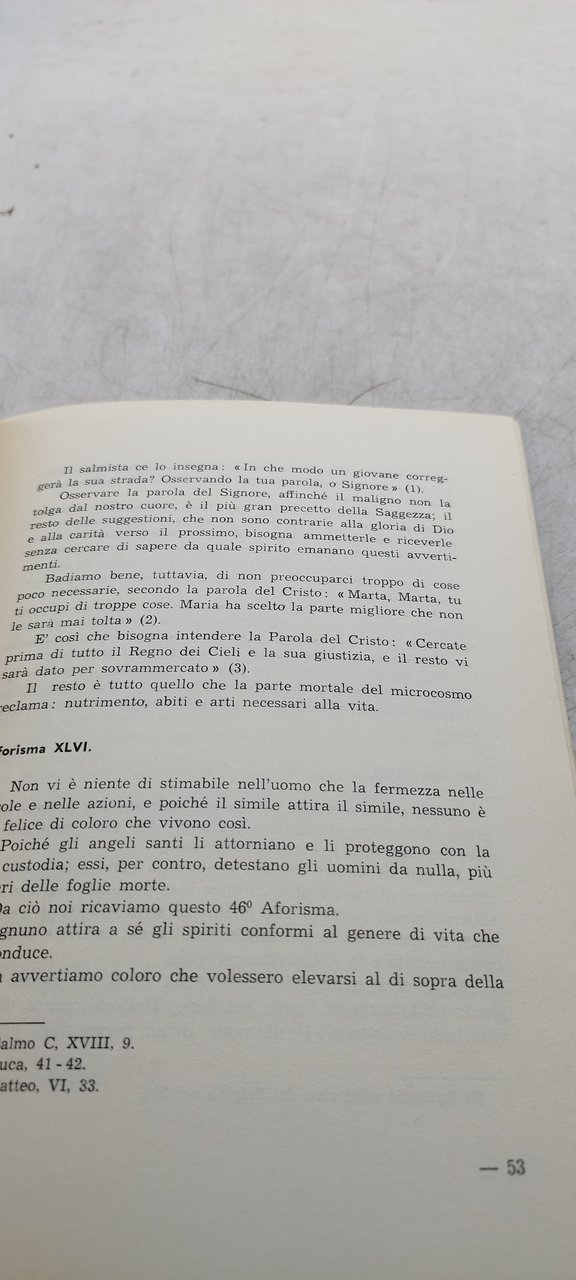 Il salmista ce lo insegna: « In che modo un giovane correg-
gerà la sua strada? Osservando la tua parola, o Signore » (1).
Osservare la parola del Signore, affinché il maligno non la
tolga dal nostro cuore, è il più gran precetto della Saggezza; il
resto delle suggestioni, che non sono contrarie alla gloria di Dio
e alla carità verso il prossimo, bisogna ammetterle e riceverle
senza cercare di sapere da quale spirito emanano questi avverti-
menti.
Badiamo bene, tuttavia, di non preoccuparci troppo di cose
poco necessarie, secondo la parola del Cristo: « Marta, Marta, tu
ti occupi di troppe cose. Maria ha scelto la parte migliore che non
le sarà mai tolta » (2).
E' così che bisogna intendere la Parola del Cristo: « Cercate
prima di tutto il Regno dei Cieli e la sua giustizia, e il resto vi
sarà dato per sovrammercato » (3).
Il resto è tutto quello che la parte mortale del microcosmo
reclama: nutrimento, abiti e arti necessari alla vita.
forisma XLVI.
Non vi è niente di stimabile nell'uomo che la fermezza nelle
ole e nelle azioni, e poiché il simile attira il simile, nessuno è
felice di coloro che vivono così.
Poiché gli angeli santi li attorniano e li proteggono con la
custodia; essi, per contro, detestano gli uomini da nulla, più
ri delle foglie morte.
Da ciò noi ricaviamo questo 46º Aforisma.
gnuno attira a sé gli spiriti conformi al genere di vita che
onduce.
avvertiamo coloro che volessero elevarsi al di sopra della
almo C, XVIII, 9.
uca, 41 - 42.
atteo, VI, 33.
— 53